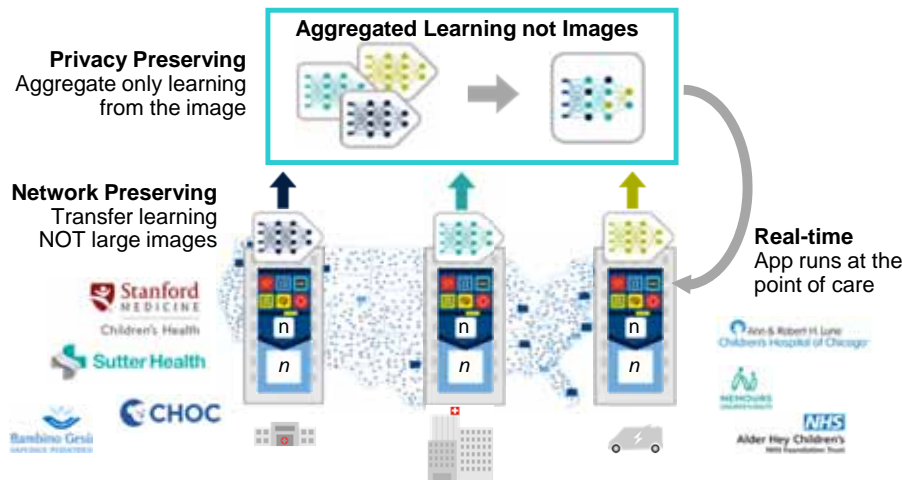 Aggregated Learning not Images
Privacy Preserving
Aggregate only learning
from the image
Network Preserving
Transfer learning
NOT large images
Real-time
App runs at the
point of care
n
n
n
n
n
n
Stanford
MEDICINE
Children's Health
Sutter Health
CHOC
Bambino Gesù
Ann & Robert H. Lurie
Children's Hospital of Chicago
NEMOURS
NHS
Alder Hey Children's
NHS Foundation Trust